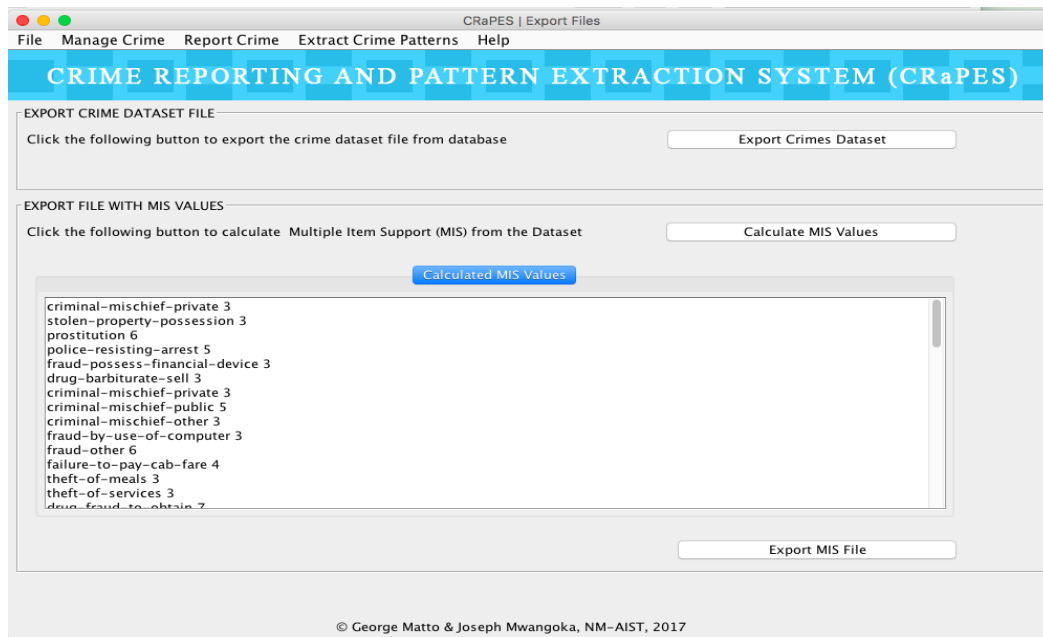 CRaPES | Export Files
File Manage Crime Report Crime Extract Crime Patterns Help
CRIME REPORTING AND PATTERN EXTRACTION SYSTEM (CRaPES)
EXPORT CRIME DATASET FILE
Click the following button to export the crime dataset file from database
Export Crimes Dataset
EXPORT FILE WITH MIS VALUES
Click the following button to calculate Multiple Item Support (MIS) from the Dataset
Calculate MIS Values
Calculated MIS Values
criminal-mischief-private 3
stolen-property-possession 3
prostitution 6
police-resisting-arrest 5
fraud-possess-financial-device 3
drug-barbiturate-sell 3
criminal-mischief-private 3
criminal-mischief-public 5
criminal-mischief-other 3
fraud-by-use-of-computer 3
fraud-other 6
failure-to-pay-cab-fare 4
theft-of-meals 3
theft-of-services 3
drug-fraud-to-obtain 7
Export MIS File
© George Matto & Joseph Mwangoka, NM-AIST, 2017